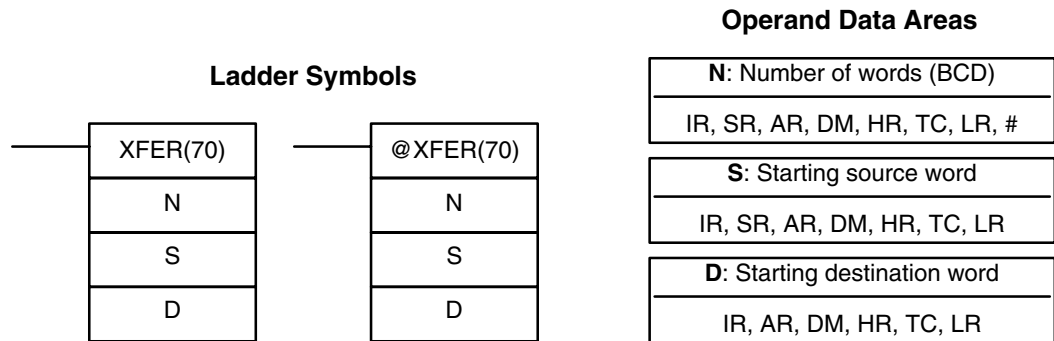 Ladder Symbols
XFER(70)
N
S
D
@XFER(70)
N
S
D
Operand Data Areas
N: Number of words (BCD)
IR, SR, AR, DM, HR, TC, LR, #
S: Starting source word
IR, SR, AR, DM, HR, TC, LR
D: Starting destination word
IR, AR, DM, HR, TC, LR